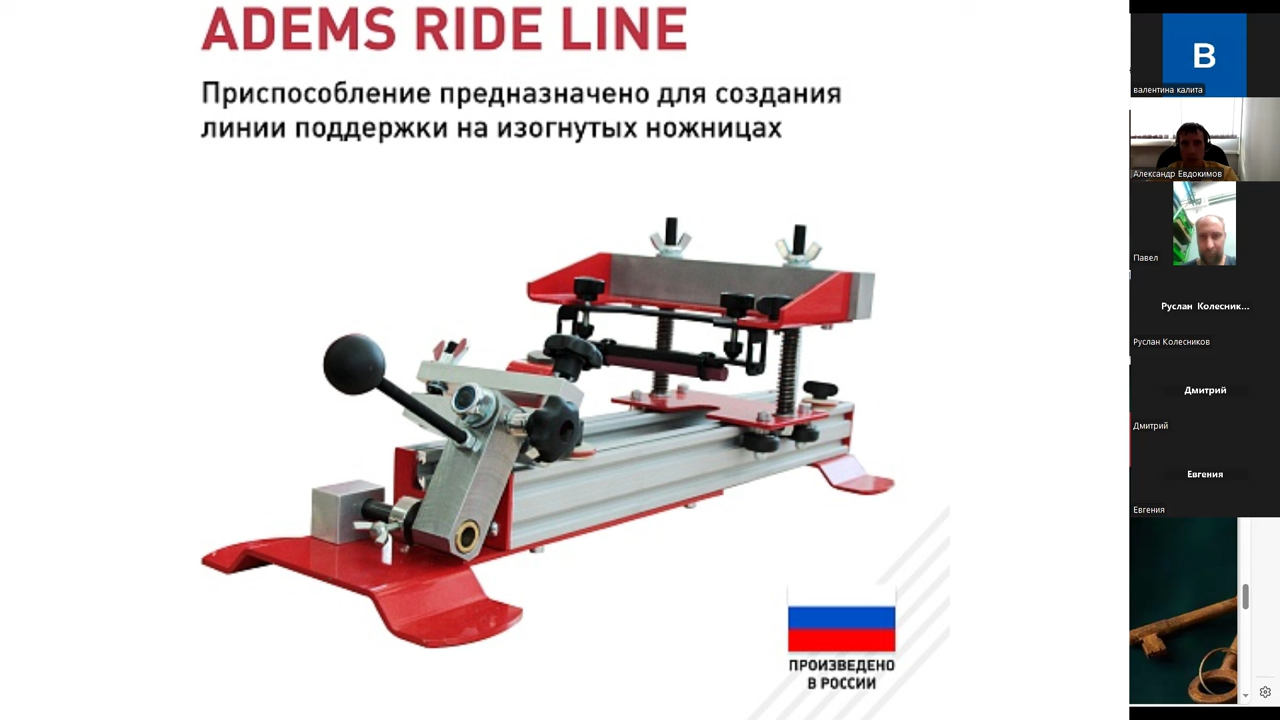 ADEMS RIDE LINE
Приспособление предназначено для создания
линии поддержки на изогнутых ножницах
ПРОИЗВЕДЕНО
В РОССИИ
B
валентина калита
Александр Евдокимов
Павел
Руслан Колесник...
Руслан Колесников
Дмитрий
Дмитрий
Евгения
Евгения